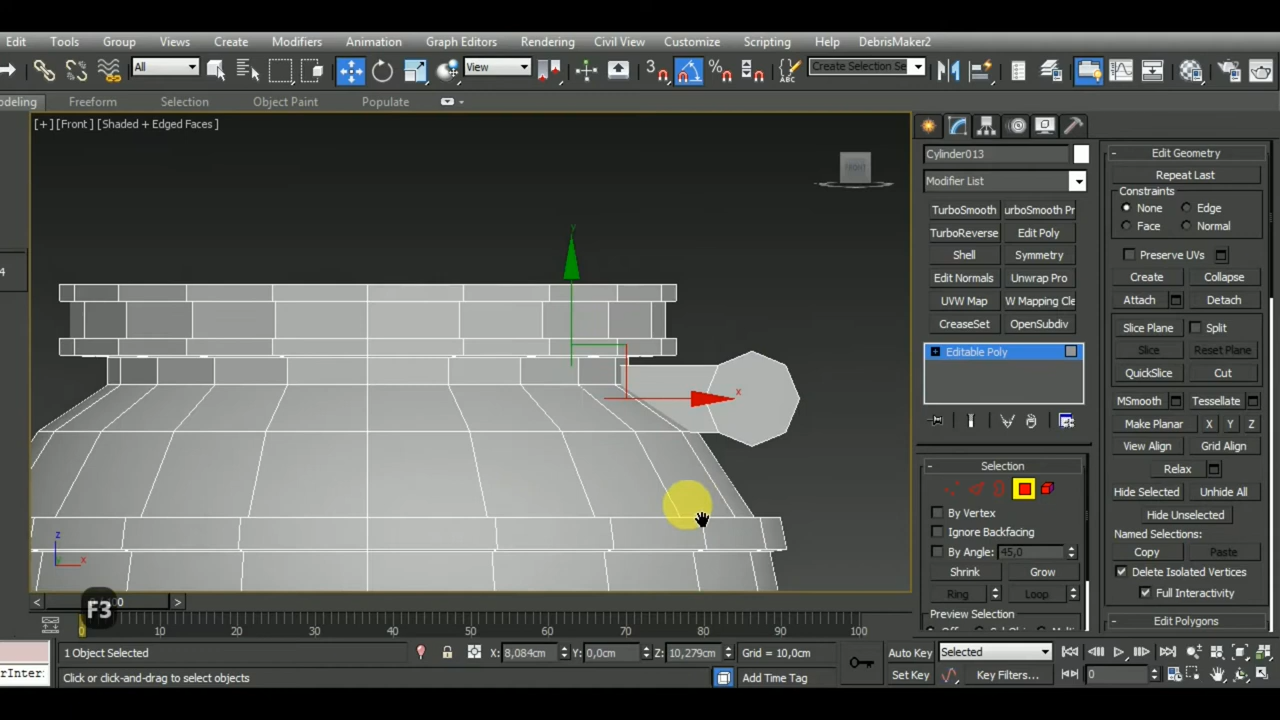 Edit Tools Group Views Create Modifiers Animation Graph Editors Rendering Civil View Customize Scripting Help DebrisMaker2
All View 3 % ABC Create Selection Se
odeling Freeform Selection Object Paint Populate
[+] [Front] [Shaded + Edged Faces]
FRONT
Cylinder013
Modifier List
TurboSmooth urboSmooth Pr
TurboReverse Edit Poly
Shell Symmetry
Edit Normals Unwrap Pro
UVW Map W Mapping Cle
CreaseSet OpenSubdiv
Editable Poly
Selection
By Vertex
Ignore Backfacing
By Angle: 45,0
Shrink Grow
Ring Loop
Preview Selection
Edit Geometry
Repeat Last
Constraints
None Edge
Face Normal
Preserve UVs
Create Collapse
Attach Detach
Slice Plane Split
Slice Reset Plane
QuickSlice Cut
MSmooth Tessellate
Make Planar X Y Z
View Align Grid Align
Relax
Hide Selected Unhide All
Hide Unselected
Named Selections:
Copy Paste
Delete Isolated Vertices
Full Interactivity
Edit Polygons
4
y
x
z
x
F3
< >
0 10 20 30 40 50 60 70 80 90 100
1 Object Selected X: 8,084cm Y: 0,0cm Z: 10,279cm Grid = 10,0cm Auto Key Selected
rInter: Click or click-and-drag to select objects Add Time Tag Set Key Key Filters... 0